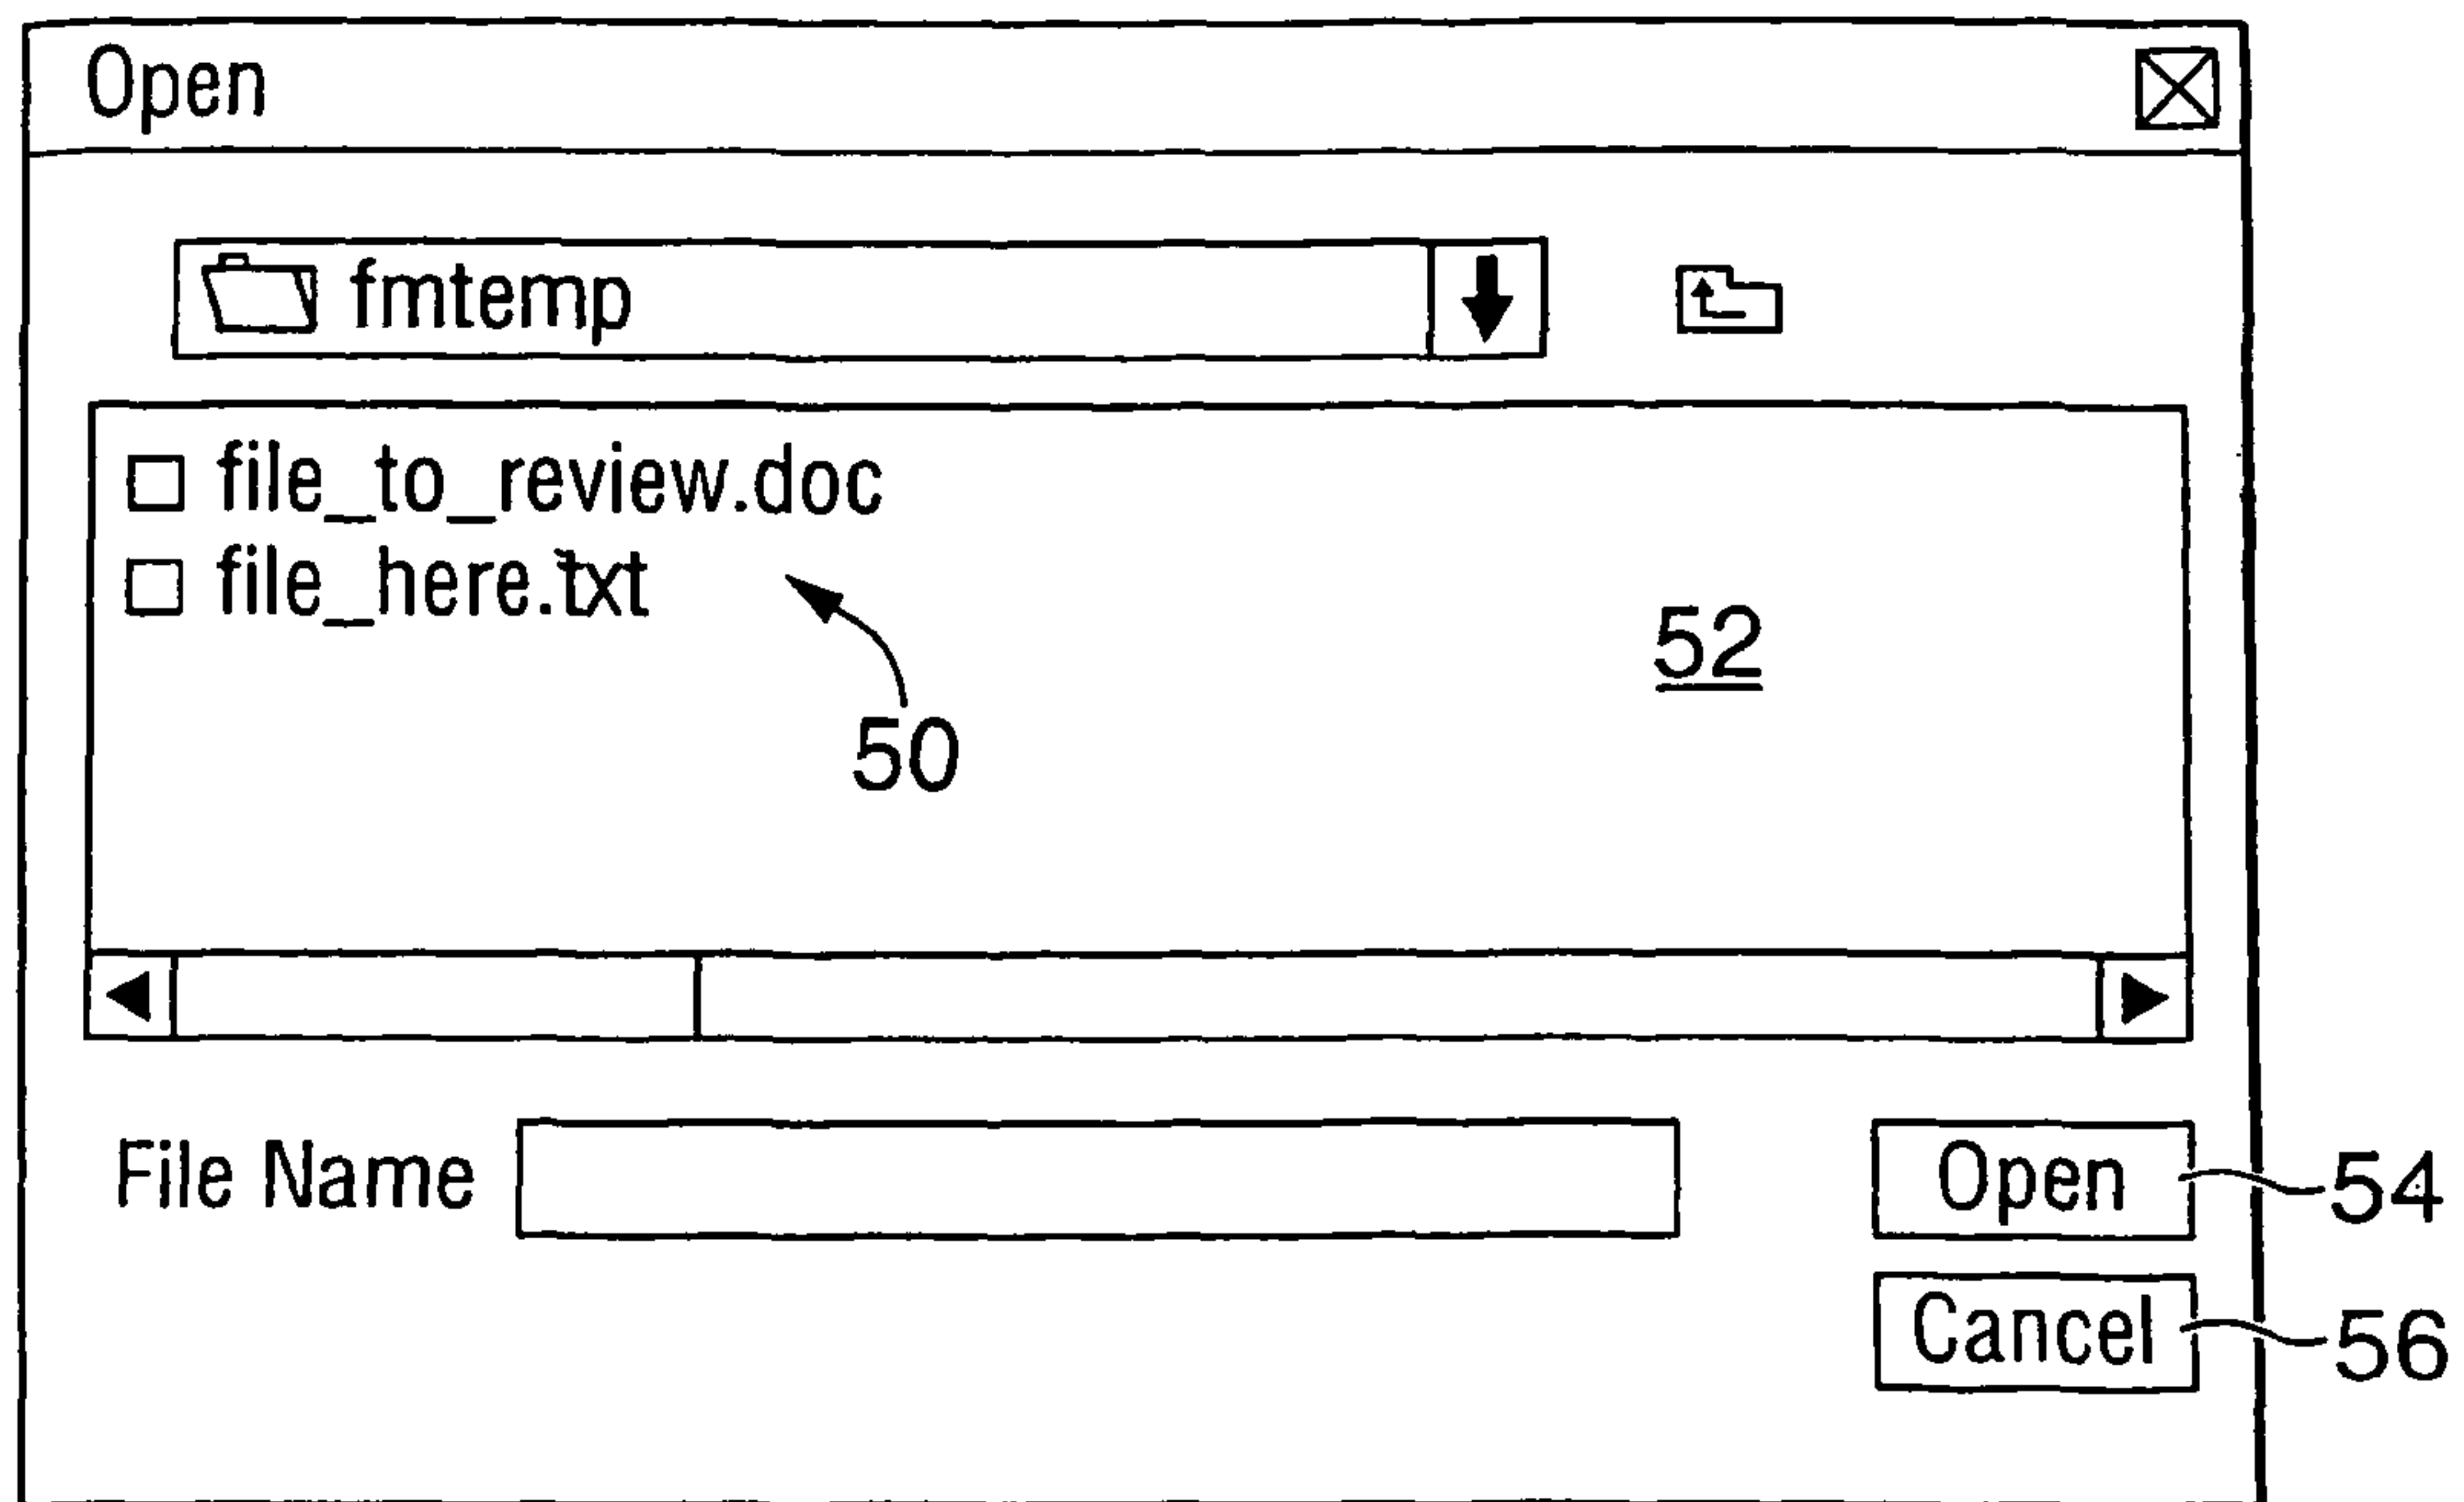 Open
fmtemp
file_to_review.doc
file_here.txt
52
50
File Name
Open
54
Cancel
56